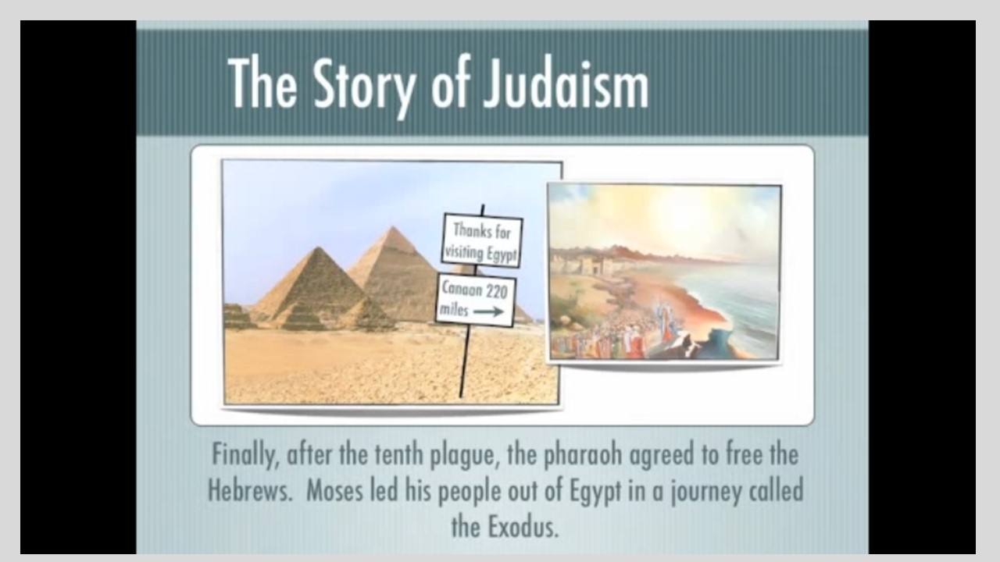 The Story of Judaism
Thanks for
visiting Egypt
Canaan 220
miles
Finally, after the tenth plague, the pharaoh agreed to free the
Hebrews. Moses led his people out of Egypt in a journey called
the Exodus.